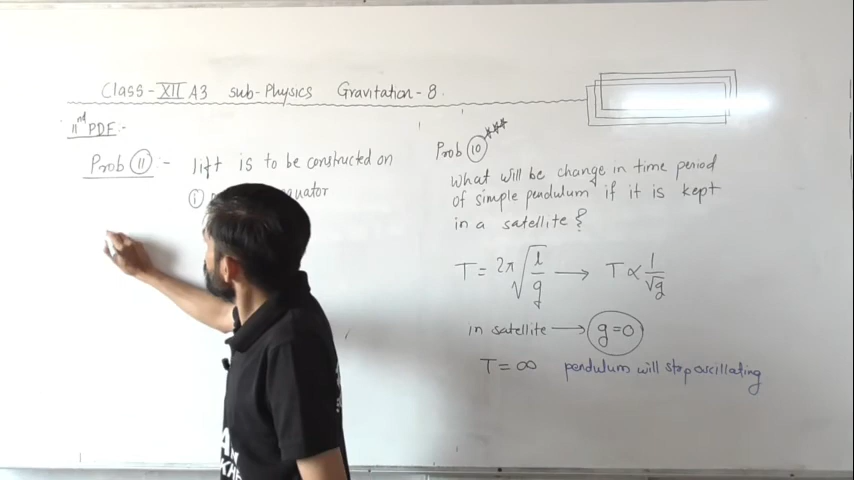 Class-XII A3 sub-Physics Gravitation-8.
IInd PDF:-
Prob 11 :- lift is to be constructed on
(i)
Prob 10 ***
What will be change in time period
of simple pendulum if it is kept
in a satellite?
T = 2π√(l/g) → T ∝ 1/√g
in satellite → g=0
T = ∞ pendulum will stop oscillating